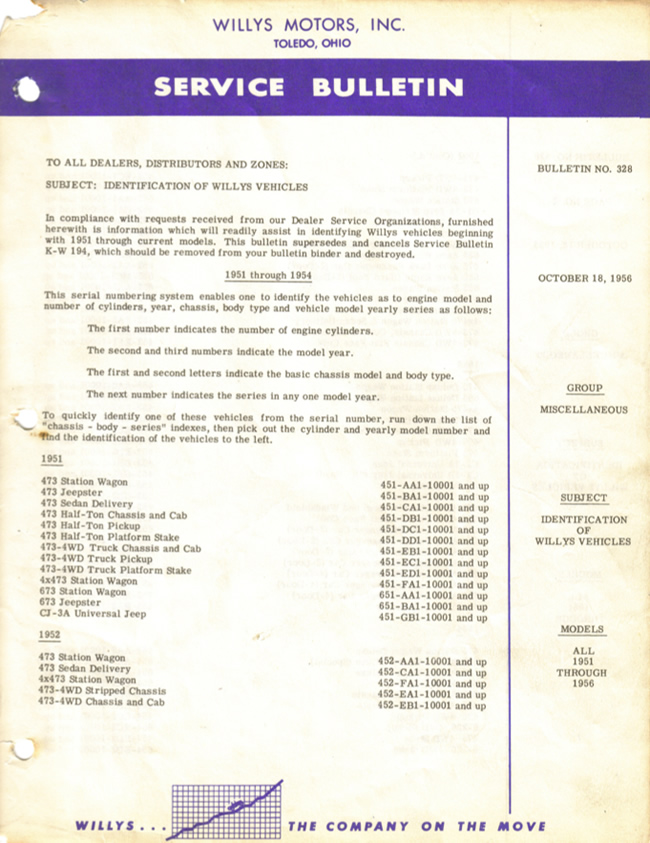 WILLYS MOTORS, INC.
TOLEDO, OHIO
SERVICE BULLETIN
TO ALL DEALERS, DISTRIBUTORS AND ZONES:
SUBJECT: IDENTIFICATION OF WILLYS VEHICLES
In compliance with requests received from our Dealer Service Organizations, furnished
herewith is information which will readily assist in identifying Willys vehicles beginning
with 1951 through current models. This bulletin supersedes and cancels Service Bulletin
K-W 194, which should be removed from your bulletin binder and destroyed.
1951 through 1954
This serial numbering system enables one to identify the vehicles as to engine model and
number of cylinders, year, chassis, body type and vehicle model yearly series as follows:
The first number indicates the number of engine cylinders.
The second and third numbers indicate the model year.
The first and second letters indicate the basic chassis model and body type.
The next number indicates the series in any one model year.
To quickly identify one of these vehicles from the serial number, run down the list of
"chassis - body - series" indexes, then pick out the cylinder and yearly model number and
find the identification of the vehicles to the left.
1951
473 Station Wagon 451-AA1-10001 and up
473 Jeepster 451-BA1-10001 and up
473 Sedan Delivery 451-CA1-10001 and up
473 Half-Ton Chassis and Cab 451-DB1-10001 and up
473 Half-Ton Pickup 451-DC1-10001 and up
473 Half-Ton Platform Stake 451-DD1-10001 and up
473-4WD Truck Chassis and Cab 451-EB1-10001 and up
473-4WD Truck Pickup 451-EC1-10001 and up
473-4WD Truck Platform Stake 451-ED1-10001 and up
4x473 Station Wagon 451-FA1-10001 and up
673 Station Wagon 651-AA1-10001 and up
673 Jeepster 651-BA1-10001 and up
CJ-3A Universal Jeep 451-GB1-10001 and up
1952
473 Station Wagon 452-AA1-10001 and up
473 Sedan Delivery 452-CA1-10001 and up
4x473 Station Wagon 452-FA1-10001 and up
473-4WD Stripped Chassis 452-EA1-10001 and up
473-4WD Chassis and Cab 452-EB1-10001 and up
BULLETIN NO. 328
OCTOBER 18, 1956
GROUP
MISCELLANEOUS
SUBJECT
IDENTIFICATION
OF
WILLYS VEHICLES
MODELS
ALL
1951
THROUGH
1956
WILLYS... THE COMPANY ON THE MOVE